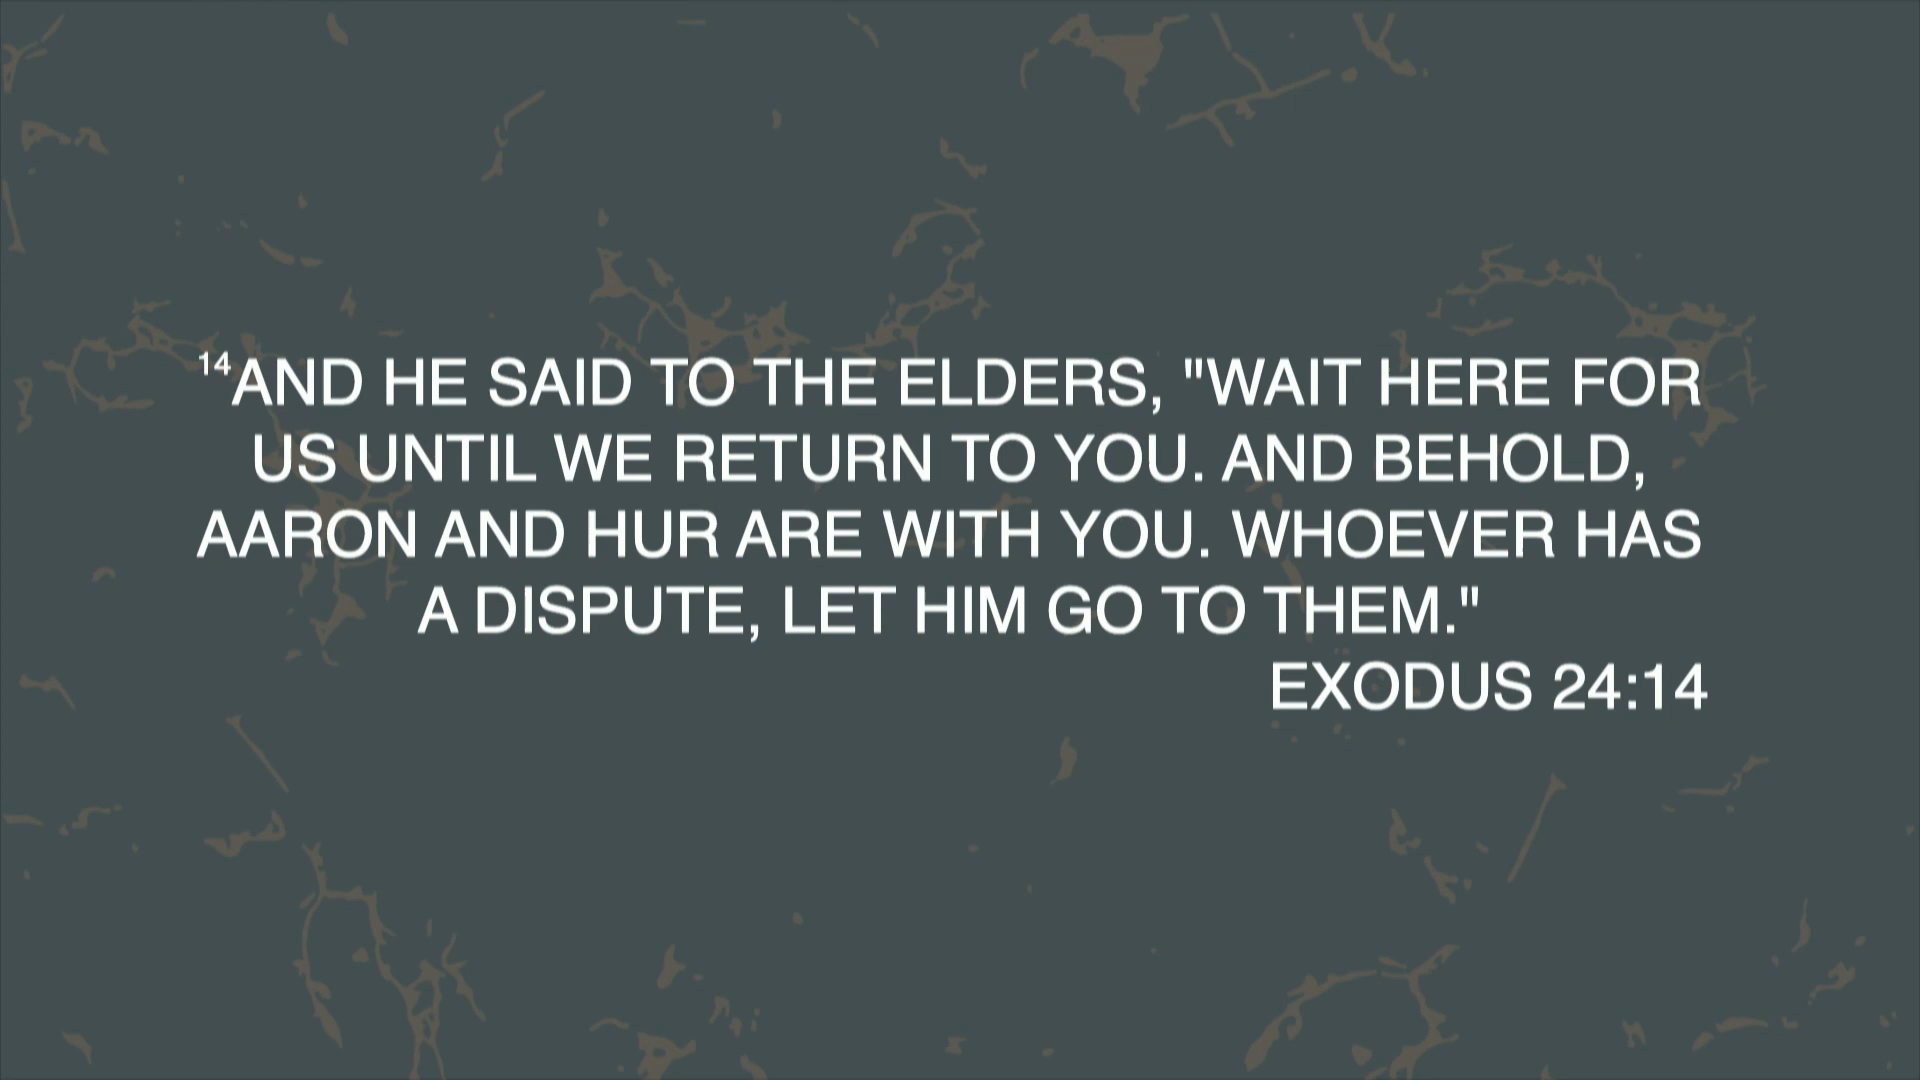 14AND HE SAID TO THE ELDERS, "WAIT HERE FOR
US UNTIL WE RETURN TO YOU. AND BEHOLD,
AARON AND HUR ARE WITH YOU. WHOEVER HAS
A DISPUTE, LET HIM GO TO THEM."
EXODUS 24:14